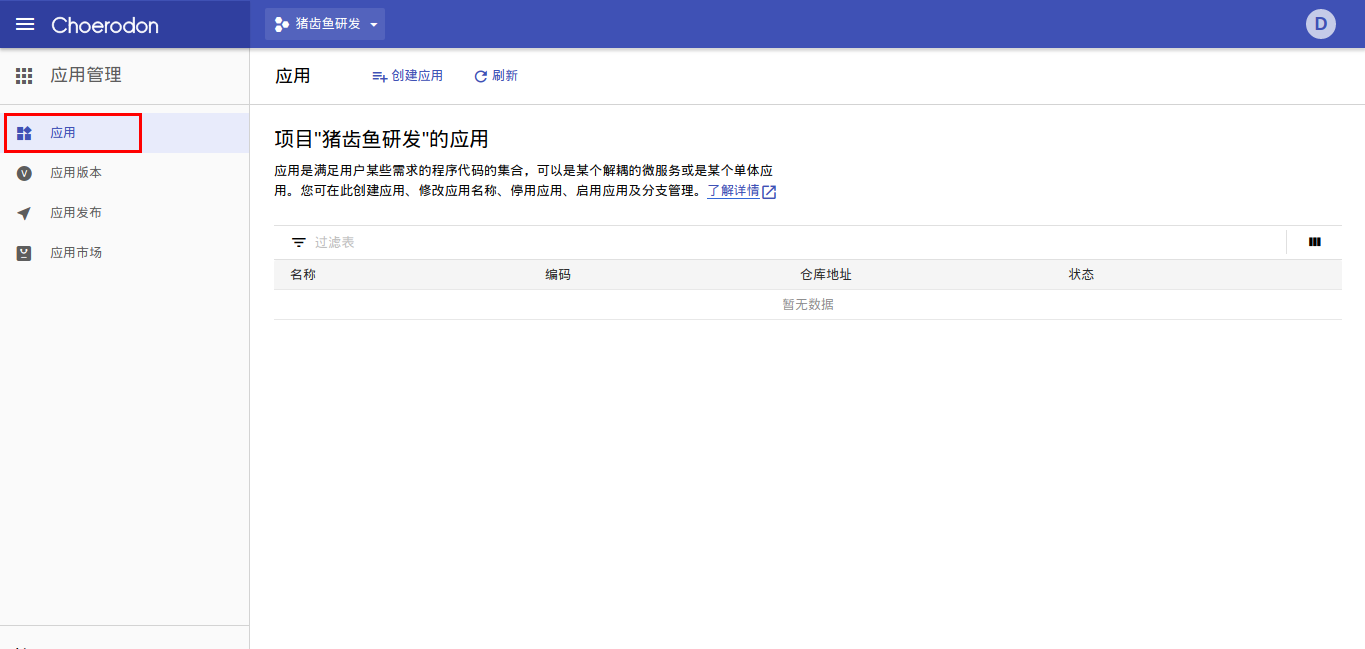 Choerodon
猪齿鱼研发
D
应用管理
应用
创建应用
刷新
应用
V 应用版本
应用发布
应用市场
项目"猪齿鱼研发"的应用
应用是满足用户某些需求的程序代码的集合，可以是某个解耦的微服务或是某个单体应
用。您可在此创建应用、修改应用名称、停用应用、启用应用及分支管理。了解详情
过滤表
名称 编码 仓库地址 状态
暂无数据